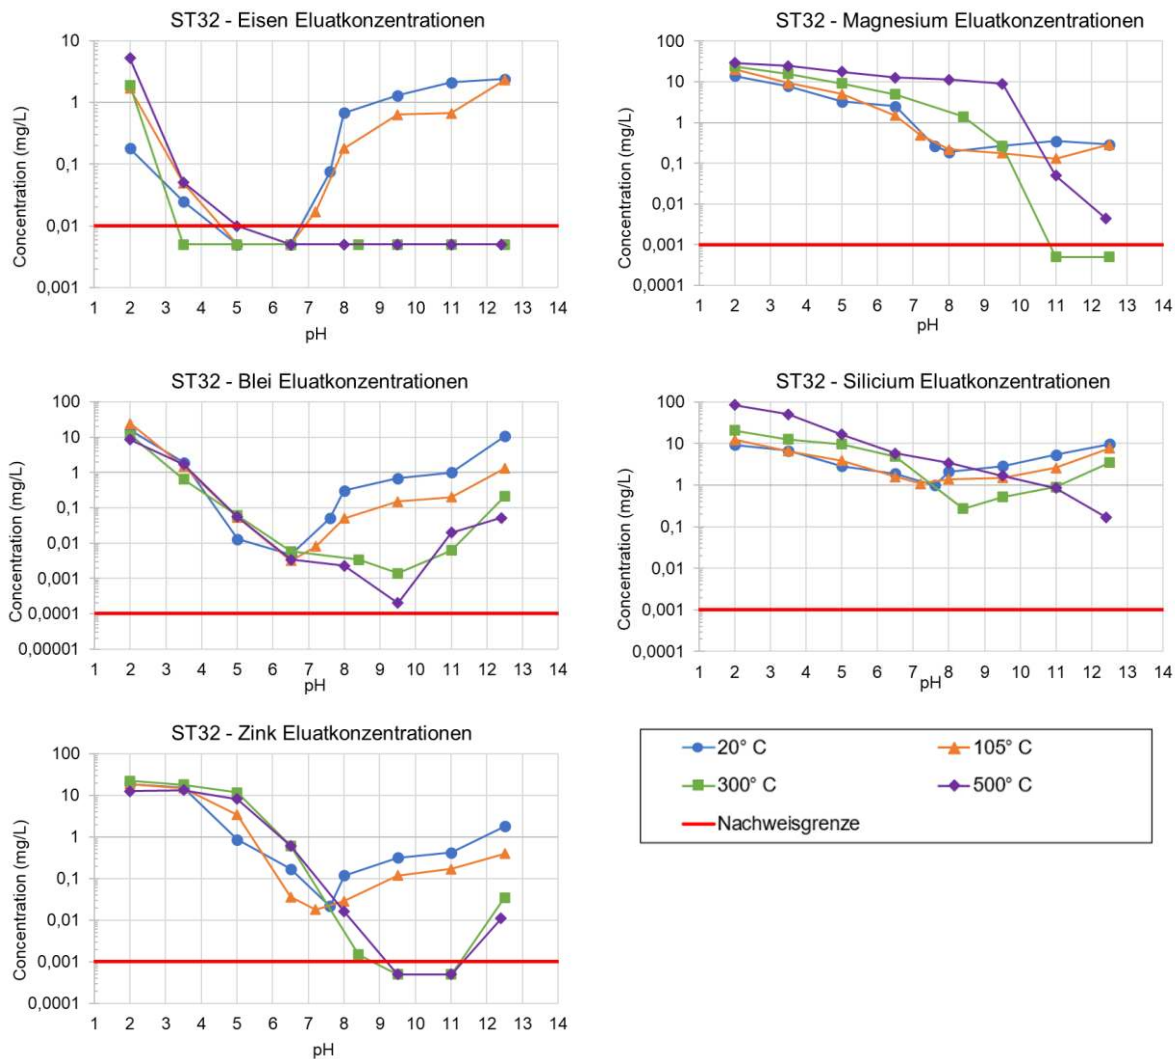 ST32 - Eisen Eluatkonzentrationen
Concentration (mg/L)
10
1
0,1
0,01
0,001
1 2 3 4 5 6 7 8 9 10 11 12 13 14
pH
ST32 - Magnesium Eluatkonzentrationen
Concentration (mg/L)
100
10
1
0,1
0,01
0,001
0,0001
1 2 3 4 5 6 7 8 9 10 11 12 13 14
pH
ST32 - Blei Eluatkonzentrationen
Concentration (mg/L)
100
10
1
0,1
0,01
0,001
0,0001
0,00001
1 2 3 4 5 6 7 8 9 10 11 12 13 14
pH
ST32 - Silicium Eluatkonzentrationen
Concentration (mg/L)
100
10
1
0,1
0,01
0,001
0,0001
1 2 3 4 5 6 7 8 9 10 11 12 13 14
pH
ST32 - Zink Eluatkonzentrationen
Concentration (mg/L)
100
10
1
0,1
0,01
0,001
0,0001
1 2 3 4 5 6 7 8 9 10 11 12 13 14
pH
20° C
105° C
300° C
500° C
Nachweisgrenze